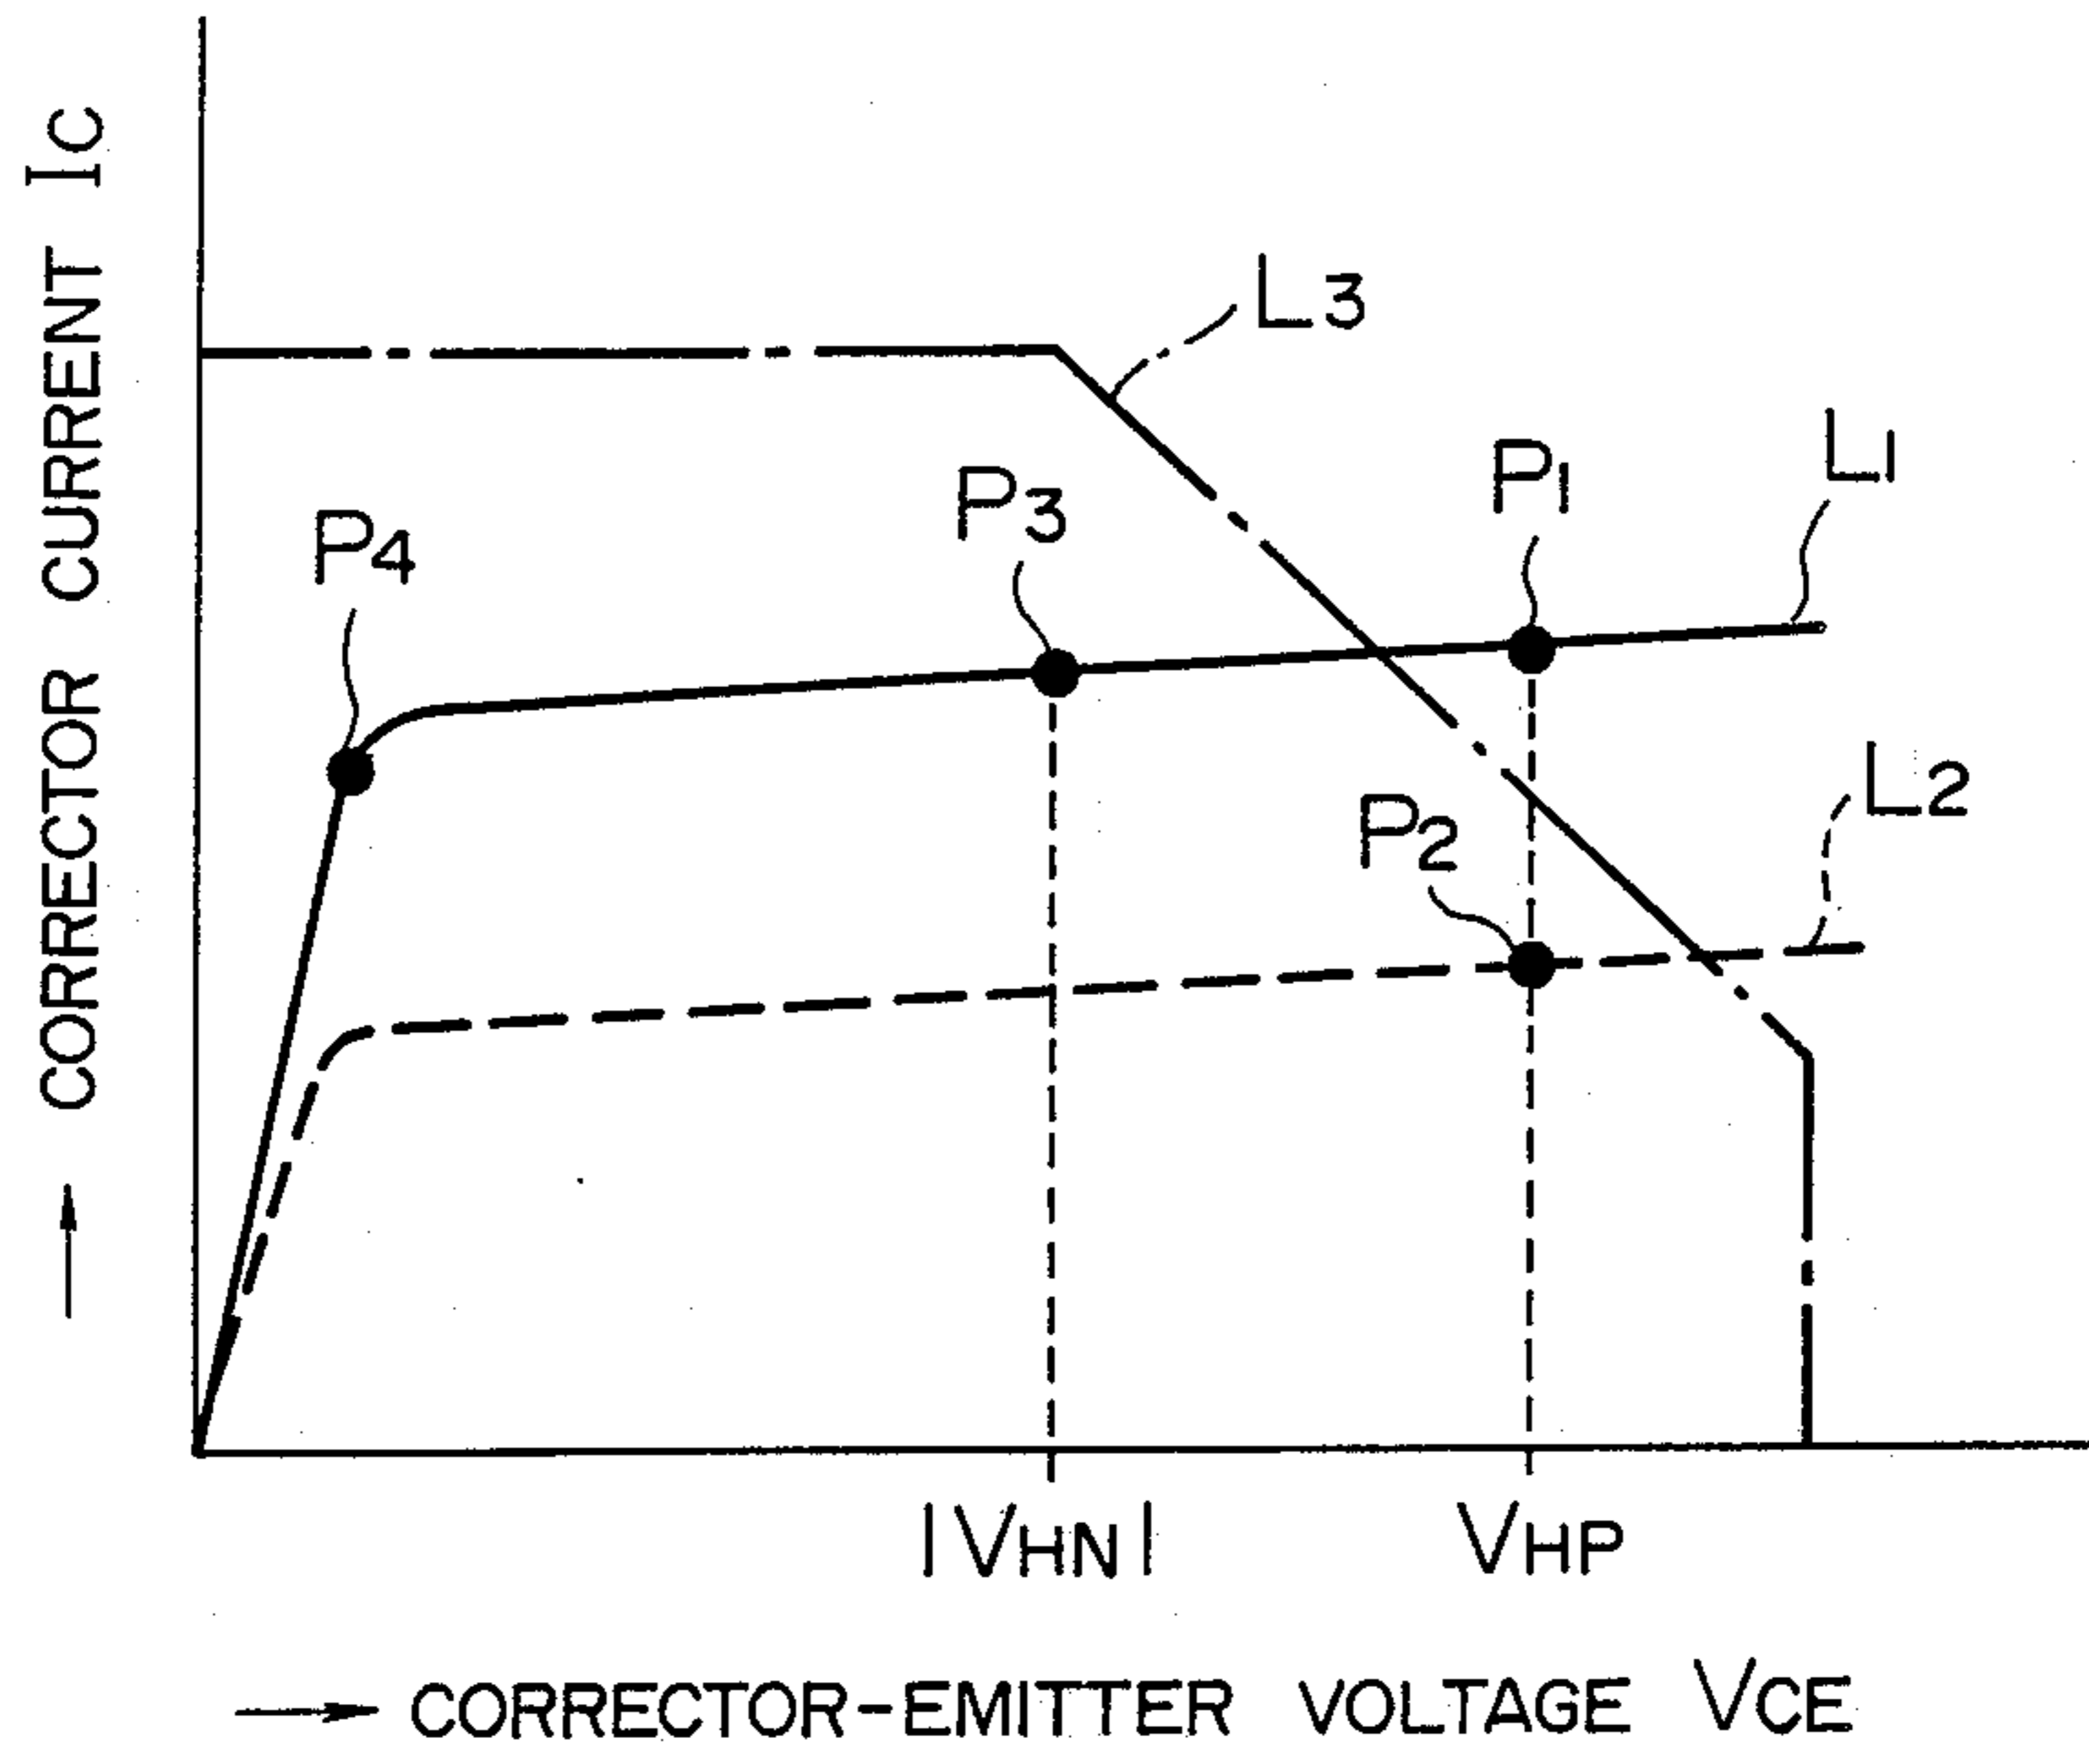 CORRECTOR CURRENT IC
L3
L1
P1
P3
P4
L2
P2
|VHN|
VHP
CORRECTOR-EMITTER VOLTAGE VCE